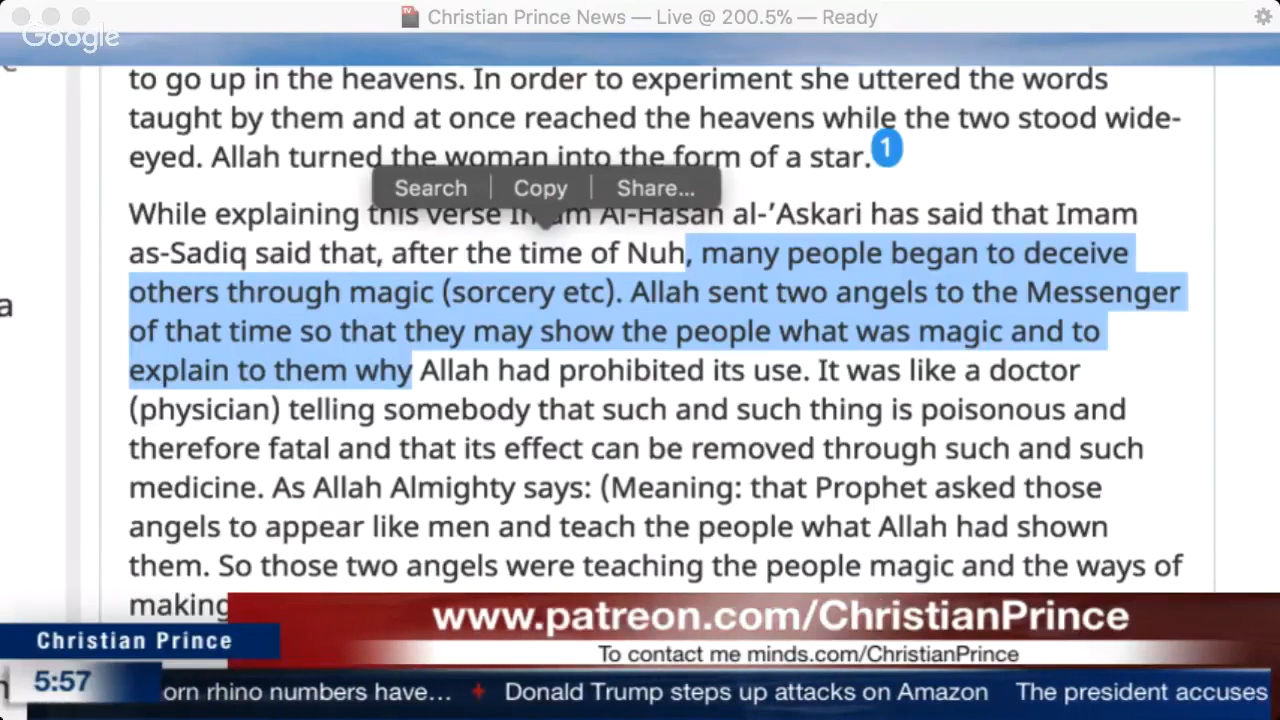 Christian Prince News — Live @ 200.5% — Ready
Google
to go up in the heavens. In order to experiment she uttered the words
taught by them and at once reached the heavens while the two stood wide-
eyed. Allah turned the woman into the form of a star.1
Search Copy Share...
While explaining this verse Imam Al-Hasan al-’Askari has said that Imam
as-Sadiq said that, after the time of Nuh, many people began to deceive
others through magic (sorcery etc). Allah sent two angels to the Messenger
a
of that time so that they may show the people what was magic and to
explain to them why Allah had prohibited its use. It was like a doctor
(physician) telling somebody that such and such thing is poisonous and
therefore fatal and that its effect can be removed through such and such
medicine. As Allah Almighty says: (Meaning: that Prophet asked those
angels to appear like men and teach the people what Allah had shown
them. So those two angels were teaching the people magic and the ways of
making
www.patreon.com/ChristianPrince
Christian Prince
To contact me minds.com/ChristianPrince
5:57
orn rhino numbers have... Donald Trump steps up attacks on Amazon The president accuses